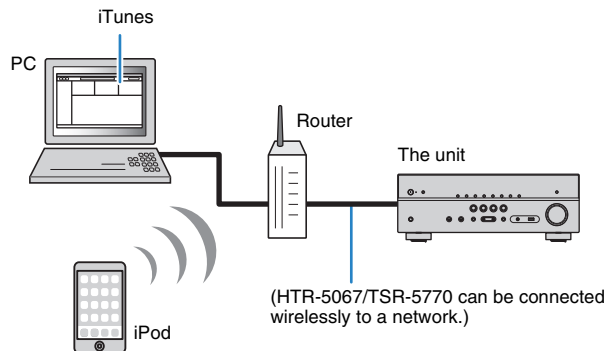 iTunes
PC
Router
The unit
(HTR-5067/TSR-5770 can be connected
wirelessly to a network.)
iPod